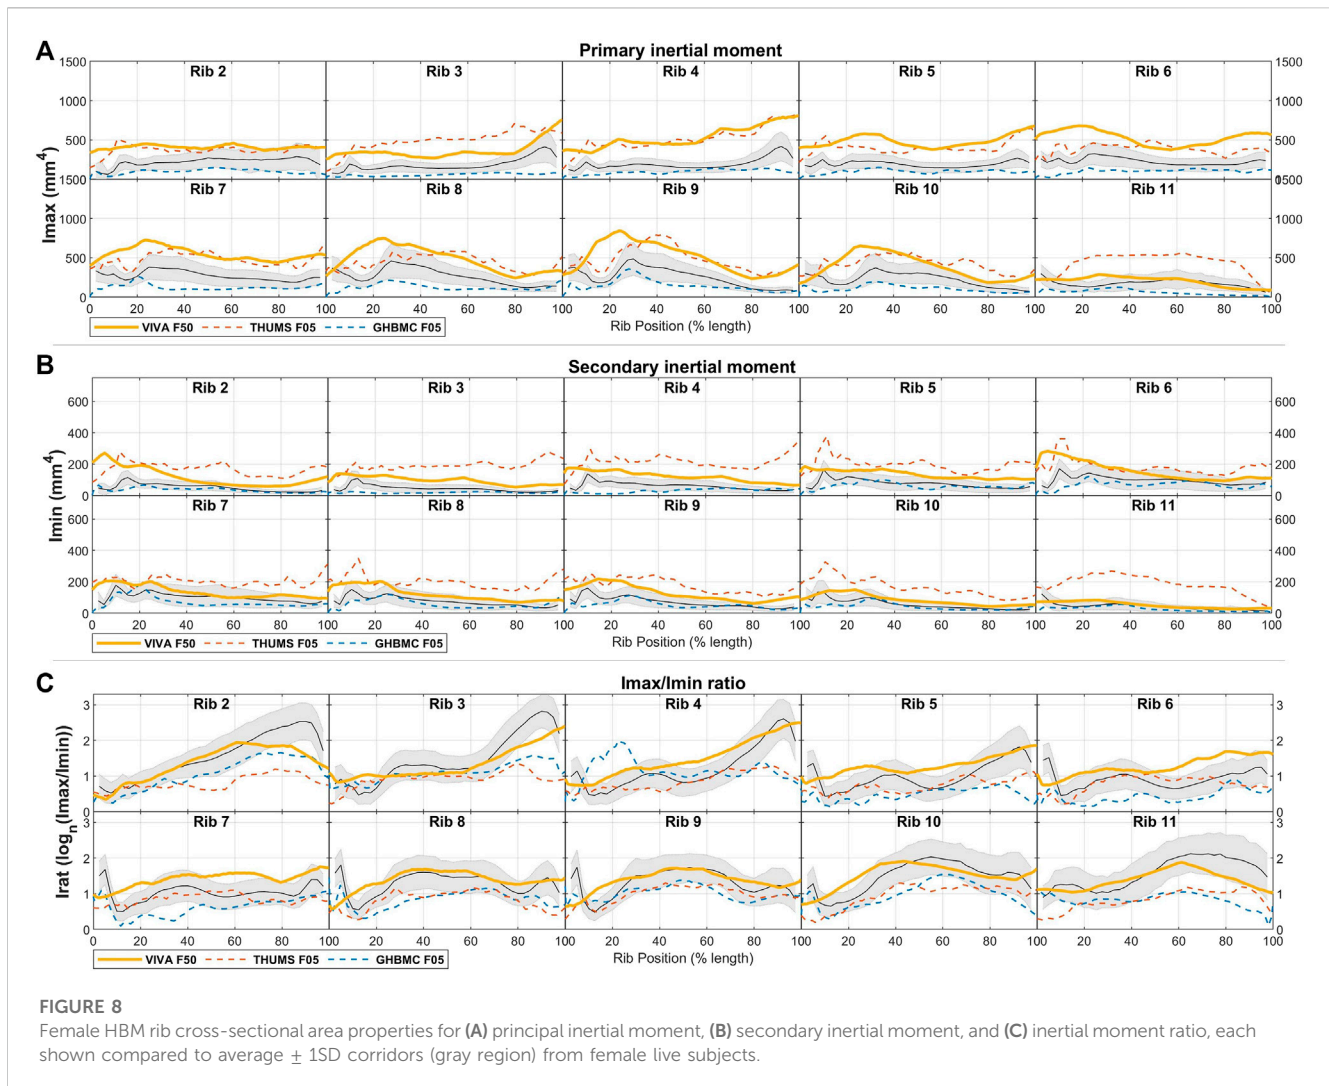 A
Primary inertial moment
Rib 2
Rib 3
Rib 4
Rib 5
Rib 6
1500
1000
500
1500
1000
500
0
0 20 40 60 80 100 20 40 60 80 100 20 40 60 80 100 20 40 60 80 100 20 40 60 80 100
1500
1000
500
0
1500
1000
500
0
Imax (mm⁴)
Rib 7
Rib 8
Rib 9
Rib 10
Rib 11
VIVA F50 THUMS F05 GHBMC F05
Rib Position (% length)
B
Secondary inertial moment
Rib 2
Rib 3
Rib 4
Rib 5
Rib 6
600
400
200
0
600
400
200
0
0 20 40 60 80 100 20 40 60 80 100 20 40 60 80 100 20 40 60 80 100 20 40 60 80 100
600
400
200
0
600
400
200
0
Imin (mm⁴)
Rib 7
Rib 8
Rib 9
Rib 10
Rib 11
VIVA F50 THUMS F05 GHBMC F05
Rib Position (% length)
C
Imax/Imin ratio
Rib 2
Rib 3
Rib 4
Rib 5
Rib 6
3
2
1
0
3
2
1
0
Irat (logn(Imax/Imin))
Rib 7
Rib 8
Rib 9
Rib 10
Rib 11
3
2
1
0
3
2
1
0
0 20 40 60 80 100 20 40 60 80 100 20 40 60 80 100 20 40 60 80 100 20 40 60 80 100
VIVA F50 THUMS F05 GHBMC F05
Rib Position (% length)
FIGURE 8
Female HBM rib cross-sectional area properties for (A) principal inertial moment, (B) secondary inertial moment, and (C) inertial moment ratio, each
shown compared to average ± 1SD corridors (gray region) from female live subjects.